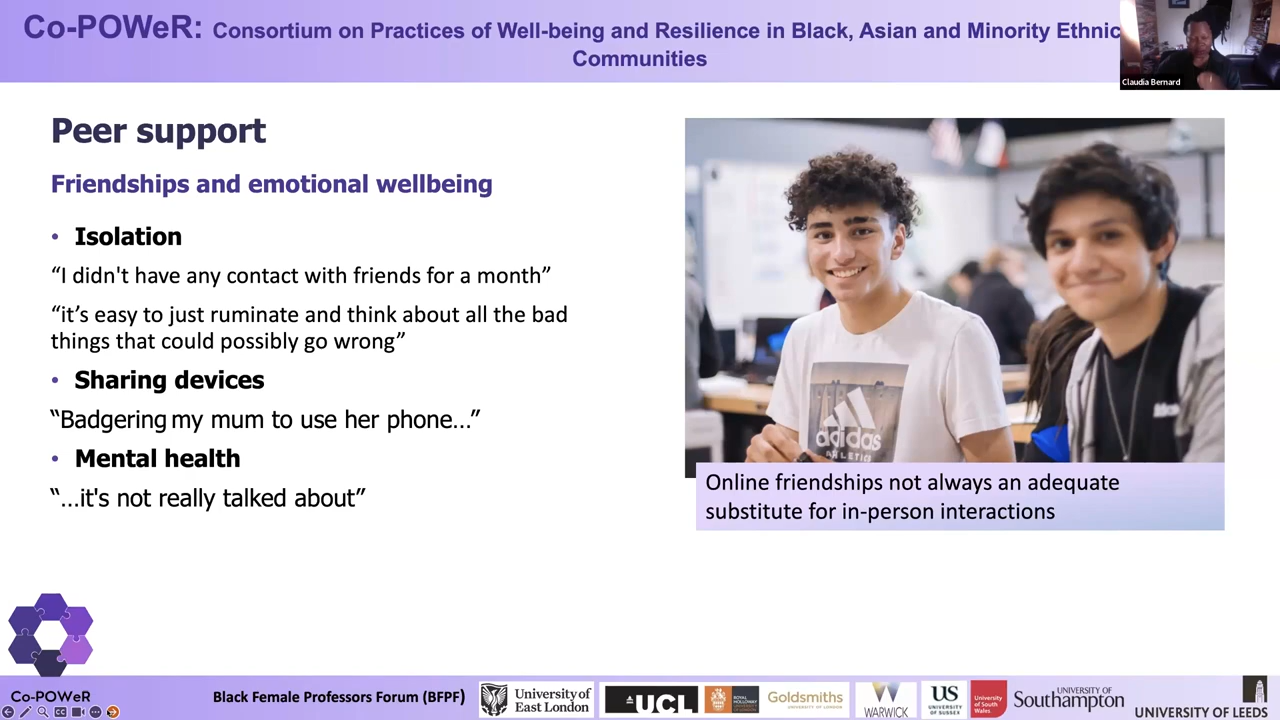 Co-POWeR: Consortium on Practices of Well-being and Resilience in Black, Asian and Minority Ethnic
Communities
Claudia Bernard
Peer support
Friendships and emotional wellbeing
• Isolation
“I didn't have any contact with friends for a month”
“it’s easy to just ruminate and think about all the bad
things that could possibly go wrong”
• Sharing devices
“Badgering my mum to use her phone…”
• Mental health
“…it's not really talked about”
adidas
ATHLETICS
Online friendships not always an adequate
substitute for in-person interactions
Co-POWeR
Black Female Professors Forum (BFPF)
University of
East London
UCL
ROYAL
HOLLOWAY
Goldsmiths
UNIVERSITY OF LONDON
WARWICK
US
UNIVERSITY
OF SUSSEX
University
of South
Wales
UNIVERSITY OF
Southampton
UNIVERSITY OF LEEDS